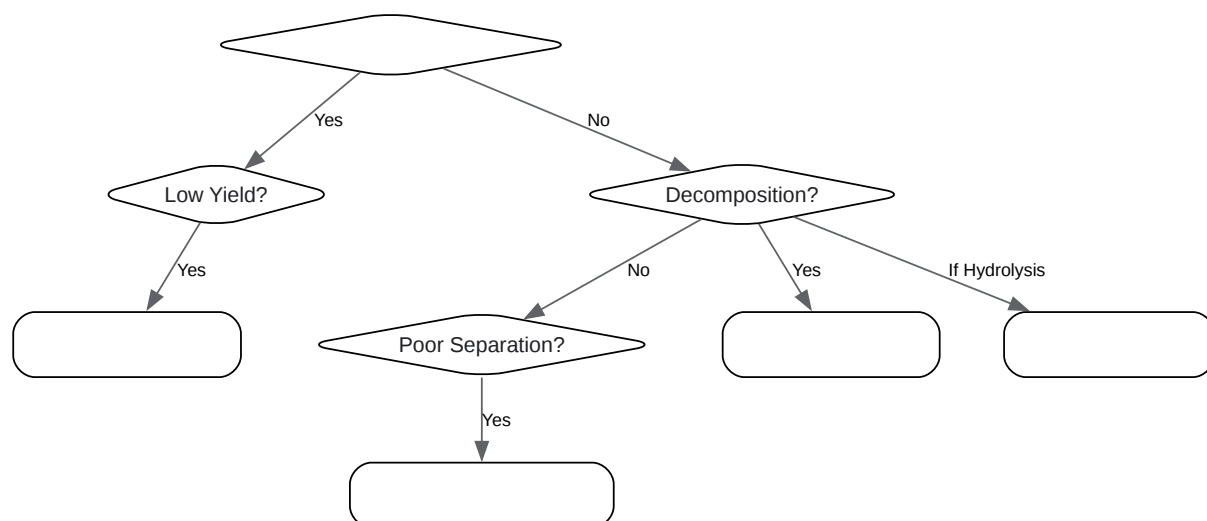 Yes
No
Low Yield?
Decomposition?
Yes
No
Yes
If Hydrolysis
Poor Separation?
Yes